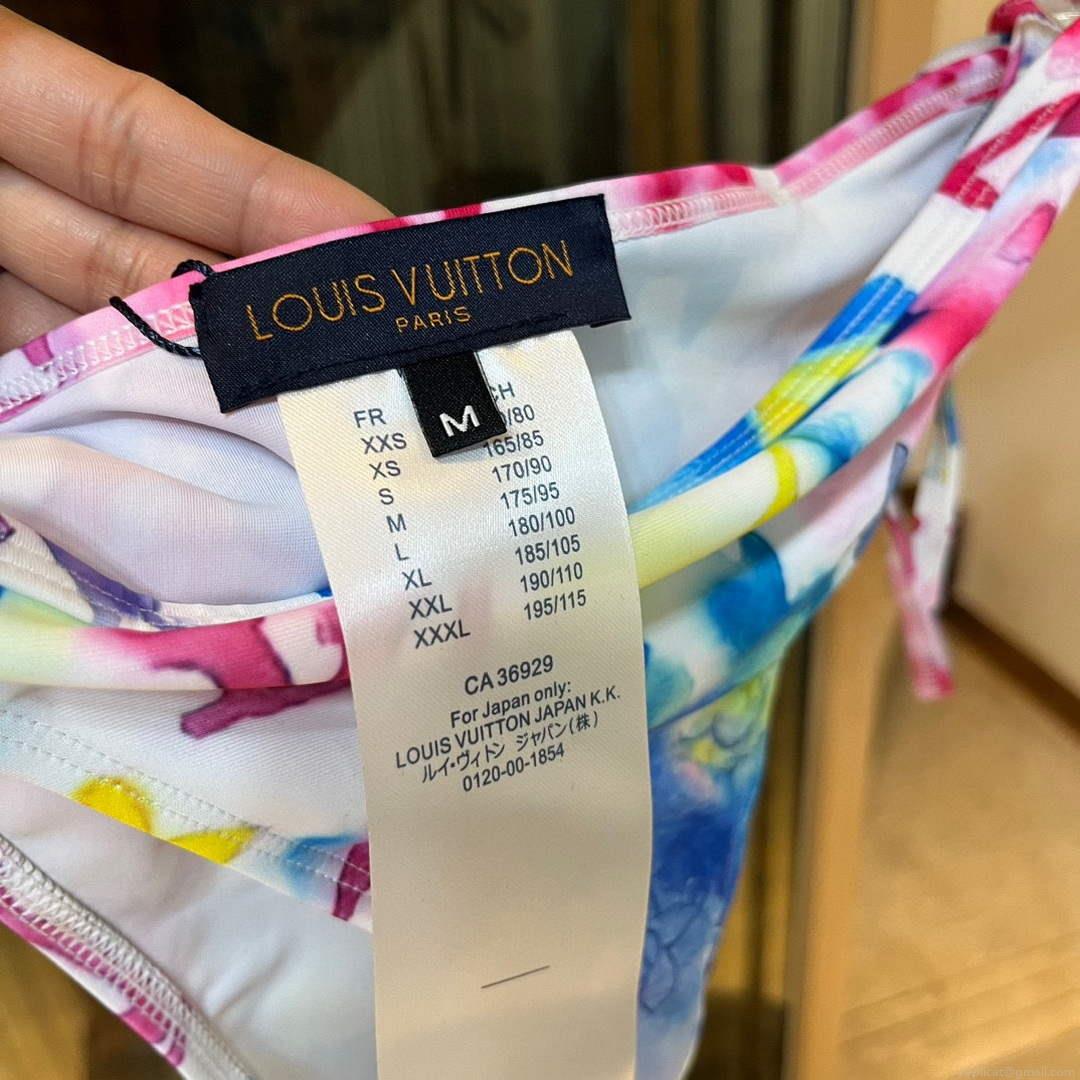 LOUIS VUITTON
PARIS
M
FR CH
XXS /80
XS 165/85
S 170/90
M 175/95
L 180/100
XL 185/105
XXL 190/110
XXXL 195/115
CA 36929
For Japan only:
LOUIS VUITTON JAPAN K.K.
ルイ・ヴィトン ジャパン(株)
0120-00-1854